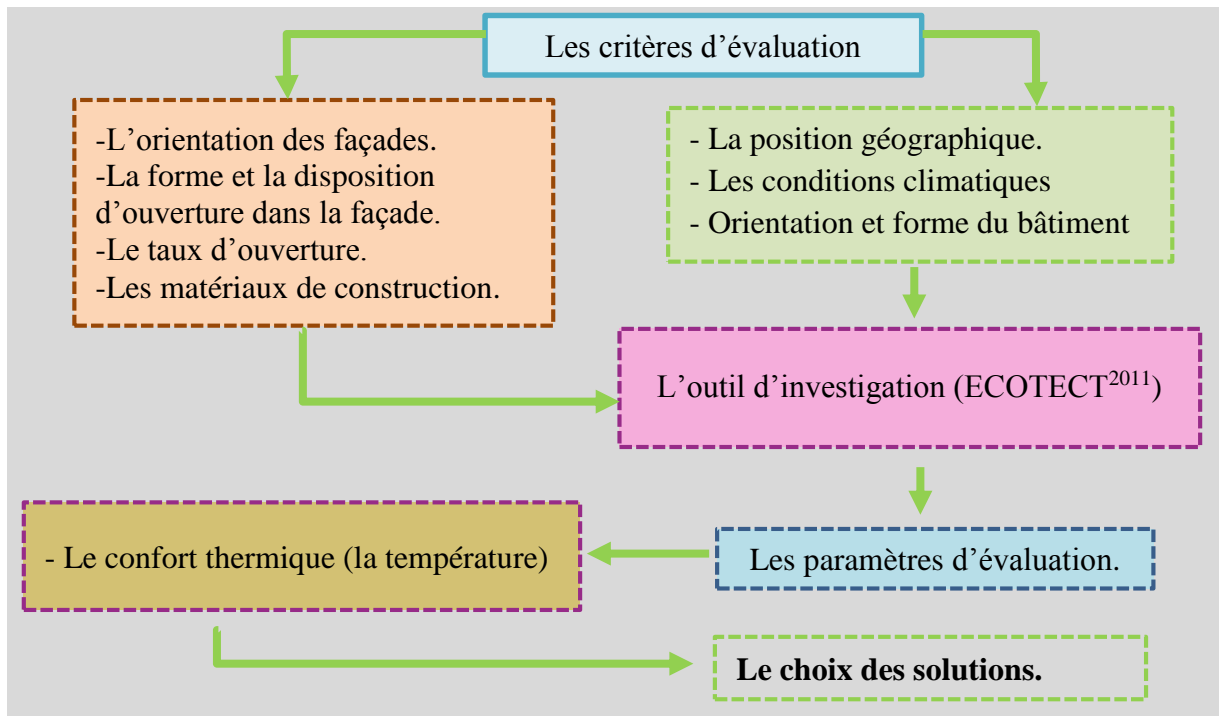 Les critères d’évaluation
-L’orientation des façades.
-La forme et la disposition
d’ouverture dans la façade.
-Le taux d’ouverture.
-Les matériaux de construction.
- La position géographique.
- Les conditions climatiques
- Orientation et forme du bâtiment
L’outil d’investigation (ECOTECT²⁰¹¹)
- Le confort thermique (la température)
Les paramètres d’évaluation.
Le choix des solutions.